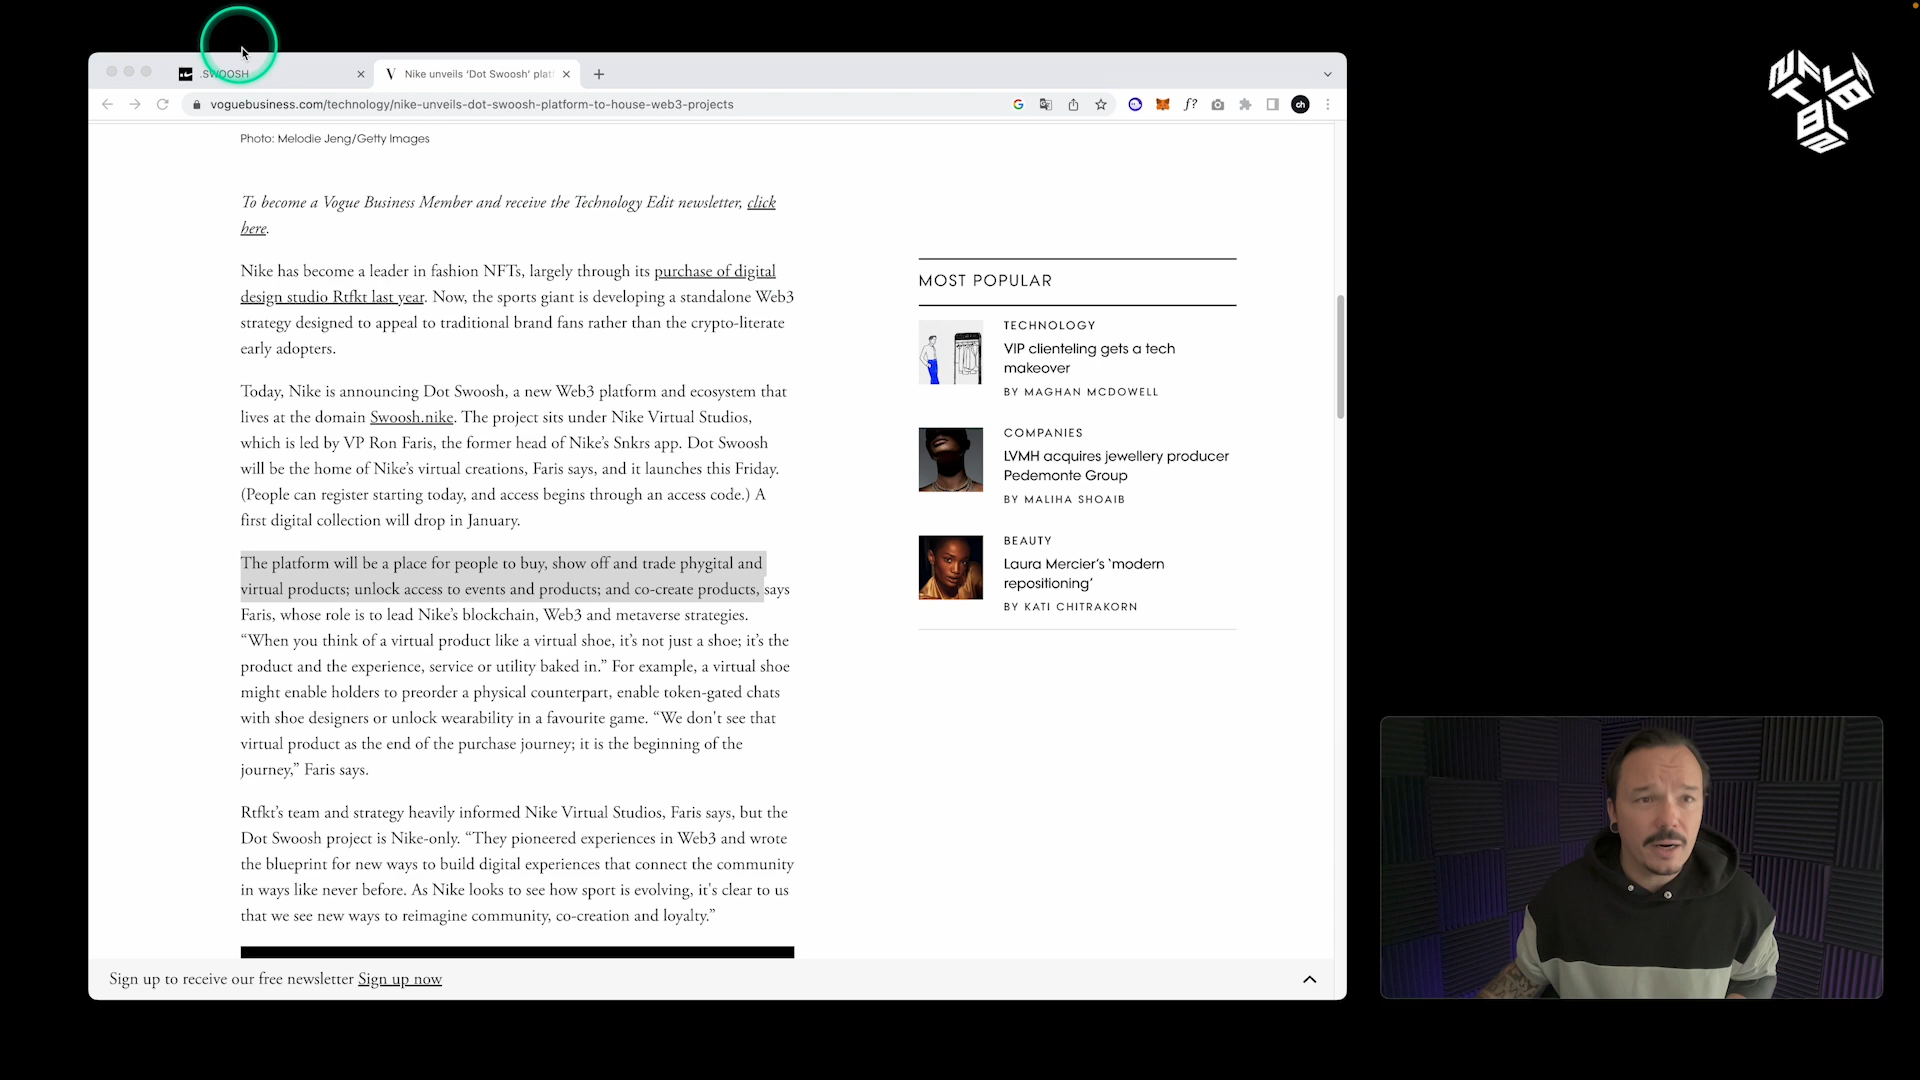 .SWOOSH
Nike unveils ‘Dot Swoosh’ plat
voguebusiness.com/technology/nike-unveils-dot-swoosh-platform-to-house-web3-projects
f?
ch
Photo: Melodie Jeng/Getty Images
To become a Vogue Business Member and receive the Technology Edit newsletter, click
here.
Nike has become a leader in fashion NFTs, largely through its purchase of digital
design studio Rtfkt last year. Now, the sports giant is developing a standalone Web3
strategy designed to appeal to traditional brand fans rather than the crypto-literate
early adopters.
Today, Nike is announcing Dot Swoosh, a new Web3 platform and ecosystem that
lives at the domain Swoosh.nike. The project sits under Nike Virtual Studios,
which is led by VP Ron Faris, the former head of Nike’s Snkrs app. Dot Swoosh
will be the home of Nike’s virtual creations, Faris says, and it launches this Friday.
(People can register starting today, and access begins through an access code.) A
first digital collection will drop in January.
The platform will be a place for people to buy, show off and trade phygital and
virtual products; unlock access to events and products; and co-create products, says
Faris, whose role is to lead Nike’s blockchain, Web3 and metaverse strategies.
“When you think of a virtual product like a virtual shoe, it’s not just a shoe; it’s the
product and the experience, service or utility baked in.” For example, a virtual shoe
might enable holders to preorder a physical counterpart, enable token-gated chats
with shoe designers or unlock wearability in a favourite game. “We don't see that
virtual product as the end of the purchase journey; it is the beginning of the
journey,” Faris says.
Rtfkt’s team and strategy heavily informed Nike Virtual Studios, Faris says, but the
Dot Swoosh project is Nike-only. “They pioneered experiences in Web3 and wrote
the blueprint for new ways to build digital experiences that connect the community
in ways like never before. As Nike looks to see how sport is evolving, it's clear to us
that we see new ways to reimagine community, co-creation and loyalty.”
MOST POPULAR
TECHNOLOGY
VIP clienteling gets a tech
makeover
BY MAGHAN MCDOWELL
COMPANIES
LVMH acquires jewellery producer
Pedemonte Group
BY MALIHA SHOAIB
BEAUTY
Laura Mercier’s ‘modern
repositioning’
BY KATI CHITRAKORN
Sign up to receive our free newsletter Sign up now